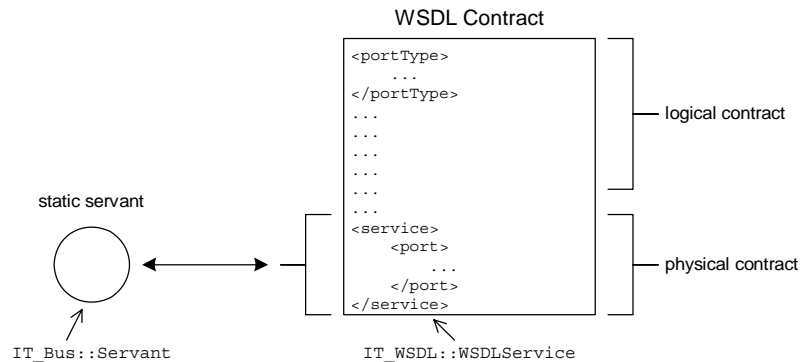 WSDL Contract
<portType>
...
</portType>
...
...
...
...
...
...
<service>
<port>
...
</port>
</service>
logical contract
physical contract
static servant
IT_Bus::Servant
IT_WSDL::WSDLService